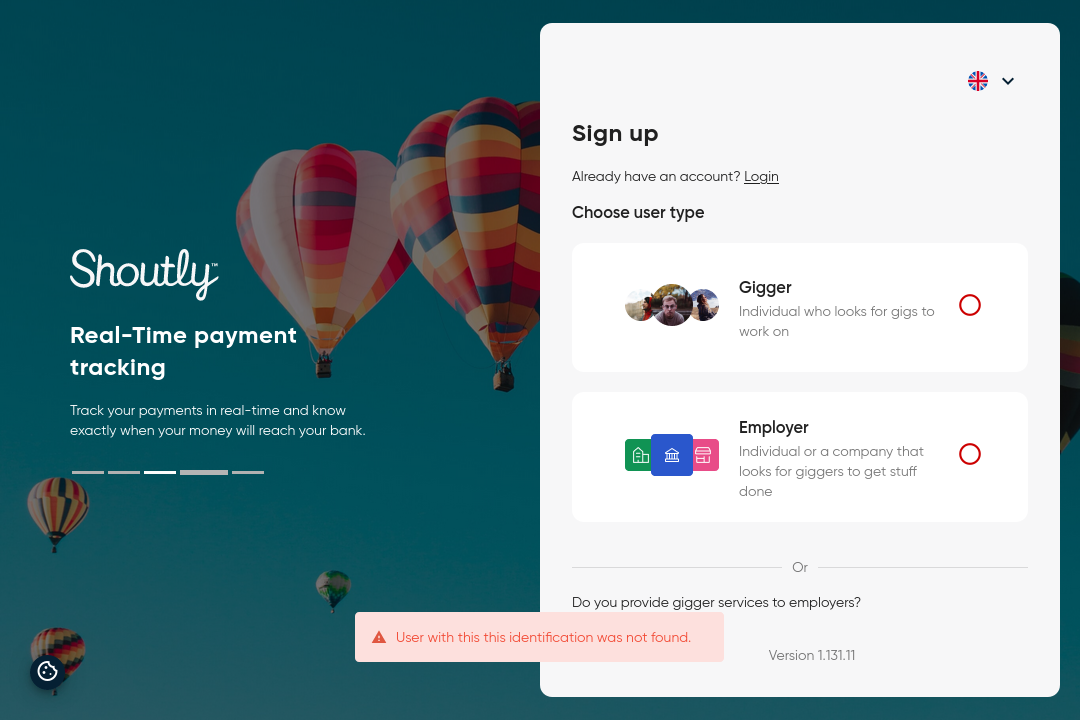 Shoutly™
Real-Time payment
tracking
Track your payments in real-time and know
exactly when your money will reach your bank.
Sign up
Already have an account? Login
Choose user type
Gigger
Individual who looks for gigs to
work on
Employer
Individual or a company that
looks for giggers to get stuff
done
Or
Do you provide gigger services to employers?
User with this this identification was not found.
Version 1.131.11